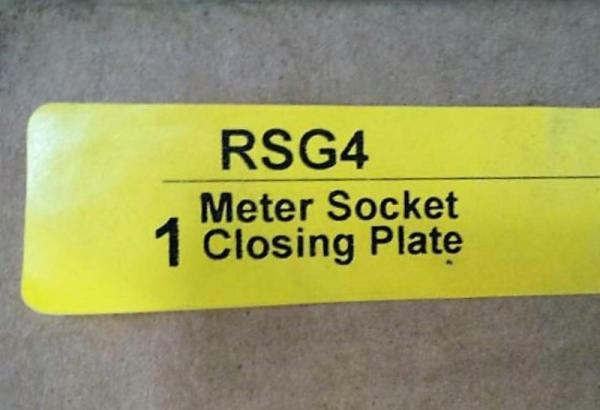 RSG4
1 Meter Socket
Closing Plate